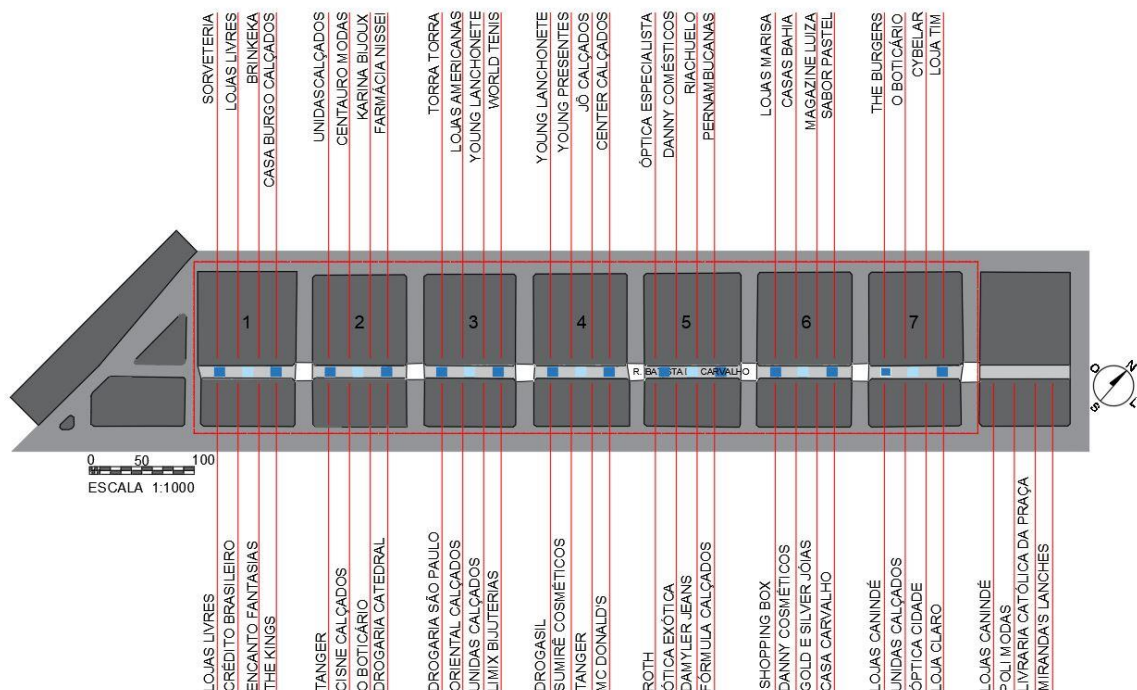 SORVETERIA
LOJAS LIVRES
BRINKEKA
CASA BURGO CALÇADOS
UNIDASCALÇADOS
CENTAURO MODAS
KARINA BIJOUX
FARMÁCIA NISSEI
TORRA TORRA
LOJAS AMERICANAS
YOUNG LANCHONETE
WORLD TENIS
YOUNG LANCHONETE
YOUNG PRESENTES
JÔ CALÇADOS
CENTER CALÇADOS
ÓPTICA ESPECIALISTA
DANNY COMÉSTICOS
RIACHUELO
PERNAMBUCANAS
LOJAS MARISA
CASAS BAHIA
MAGAZINE LUIZA
SABOR PASTEL
THE BURGERS
O BOTICÁRIO
CYBELAR
LOJA TIM
1
2
3
4
5
6
7
R. BATISTA CARVALHO
O N
S L
0 50 100
ESCALA 1:1000
LOJAS LIVRES
CRÉDITO BRASILEIRO
ENCANTO FANTASIAS
THE KINGS
TANGER
CISNE CALÇADOS
O BOTICÁRIO
DROGARIA CATEDRAL
DROGARIA SÃO PAULO
ORIENTAL CALÇADOS
UNIDAS CALÇADOS
LIMIX BIJUTERIAS
DROGASIL
SUMIRÊ COSMÉTICOS
TANGER
MC DONALD'S
ROTH
ÓTICA EXÓTICA
DAMYLER JEANS
FÓRMULA CALÇADOS
SHOPPING BOX
DANNY COSMÉTICOS
GOLD E SILVER JÓIAS
CASA CARVALHO
LOJAS CANINDÉ
UNIDAS CALÇADOS
ÓPTICA CIDADE
LOJA CLARO
LOJAS CANINDÉ
POLI MODAS
LIVRARIA CATÓLICA DA PRAÇA
MIRANDA'S LANCHES